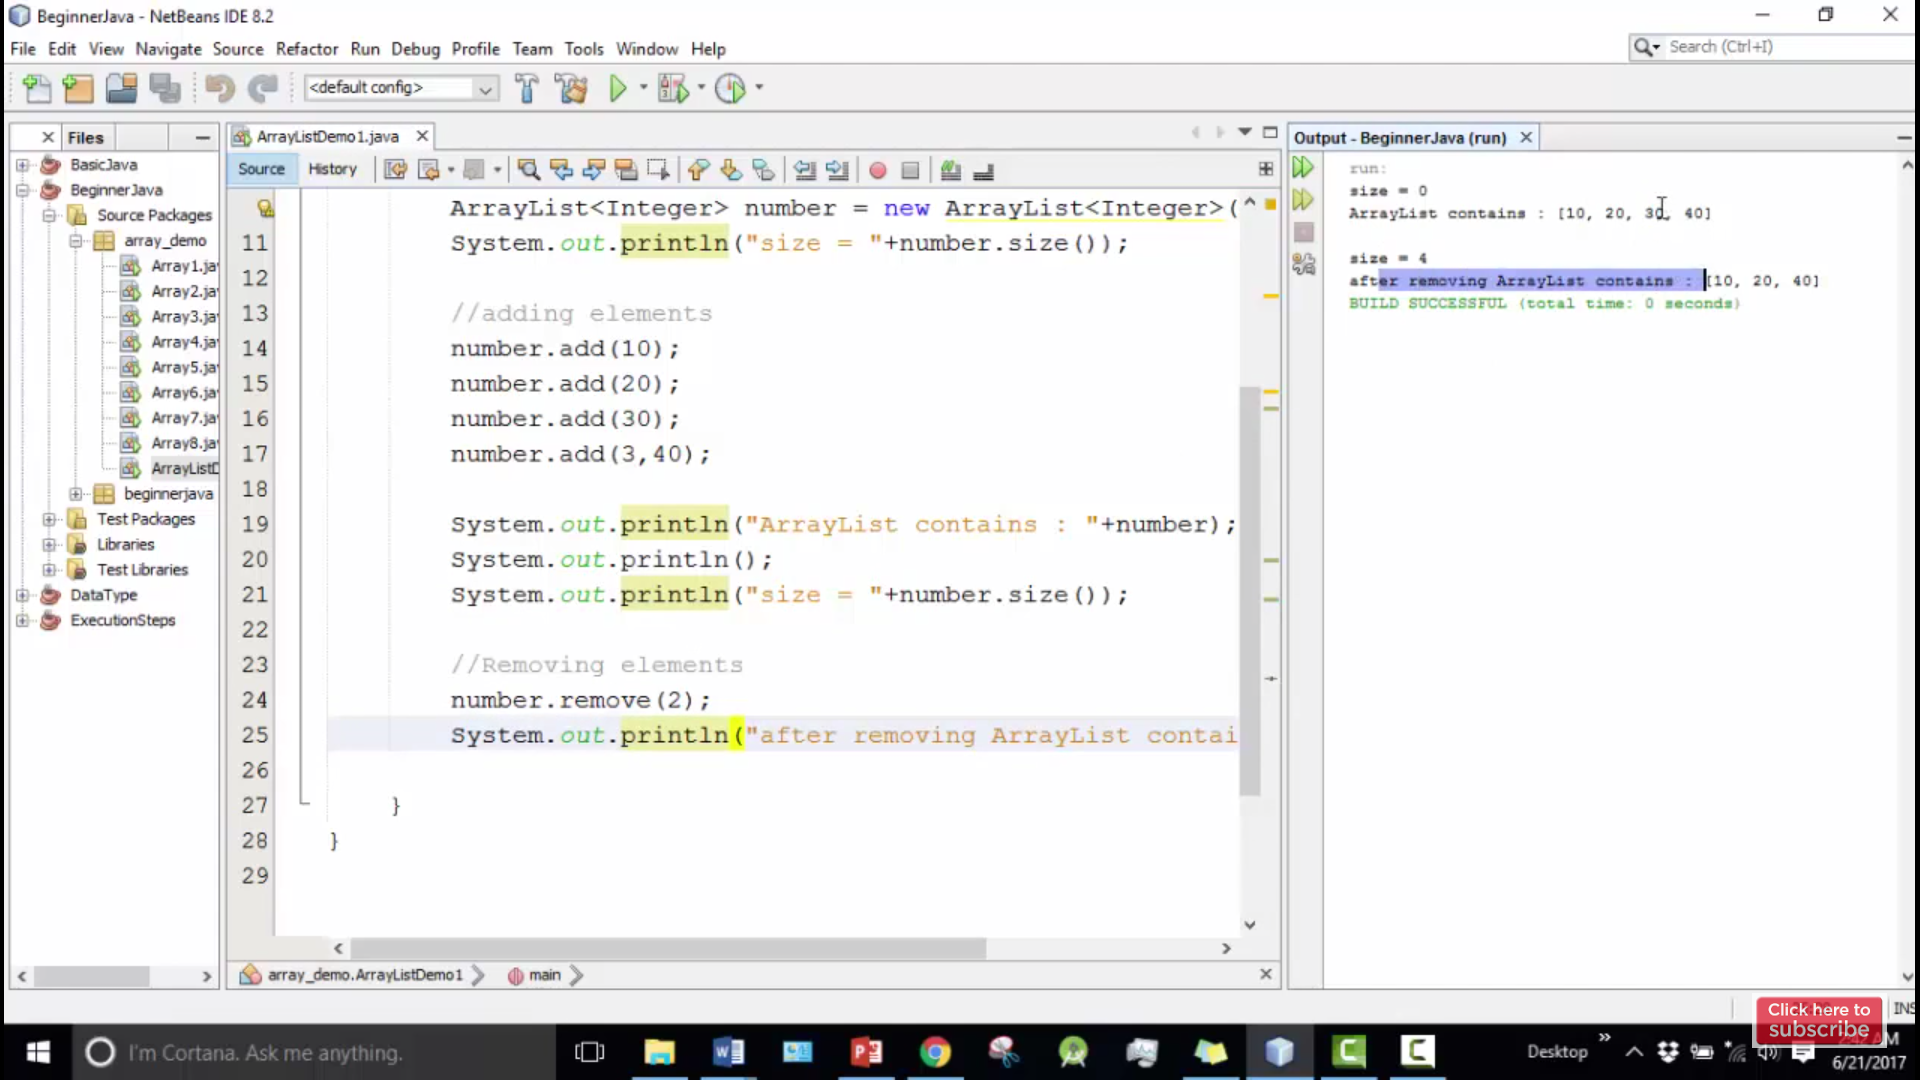 BeginnerJava - NetBeans IDE 8.2
File Edit View Navigate Source Refactor Run Debug Profile Team Tools Window Help
Search (Ctrl+I)
<default config>
Files
BasicJava
BeginnerJava
Source Packages
array_demo
Array1.ja
Array2.ja
Array3.ja
Array4.ja
Array5.ja
Array6.ja
Array7.ja
Array8.ja
ArrayListD
beginnerjava
Test Packages
Libraries
Test Libraries
DataType
ExecutionSteps
ArrayListDemo1.java
Source History
ArrayList<Integer> number = new ArrayList<Integer>(
11 System.out.println("size = "+number.size());
12
13 //adding elements
14 number.add(10);
15 number.add(20);
16 number.add(30);
17 number.add(3,40);
18
19 System.out.println("ArrayList contains : "+number);
20 System.out.println();
21 System.out.println("size = "+number.size());
22
23 //Removing elements
24 number.remove(2);
25 System.out.println("after removing ArrayList contai
26
27 }
28 }
29
array_demo.ArrayListDemo1 main
Output - BeginnerJava (run)
run:
size = 0
ArrayList contains : [10, 20, 30, 40]
size = 4
after removing ArrayList contains : [10, 20, 40]
BUILD SUCCESSFUL (total time: 0 seconds)
INS
Click here to
subscribe
I'm Cortana. Ask me anything.
Desktop
2:42 AM
6/21/2017